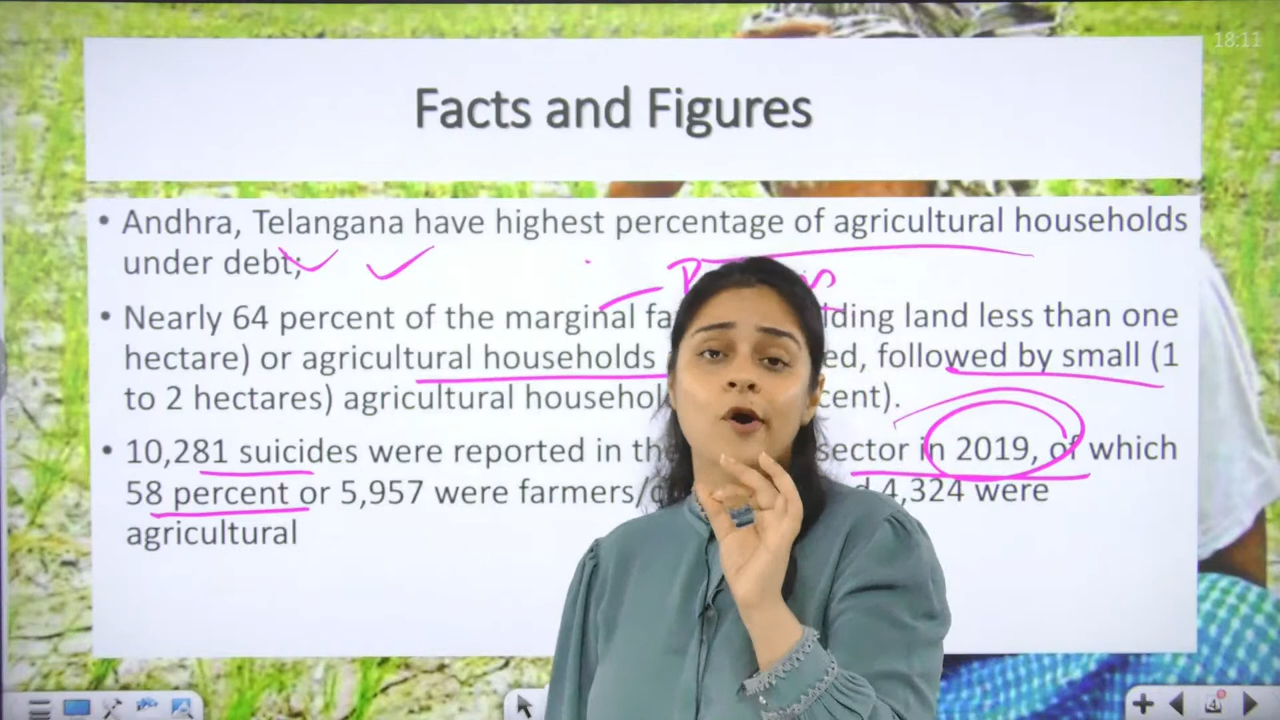 18:11
Facts and Figures
• Andhra, Telangana have highest percentage of agricultural households
under debt;
• Nearly 64 percent of the marginal fa lding land less than one
hectare) or agricultural households ed, followed by small (1
to 2 hectares) agricultural househol cent).
• 10,281 suicides were reported in the sector in 2019, of which
58 percent or 5,957 were farmers/c d 4,324 were
agricultural